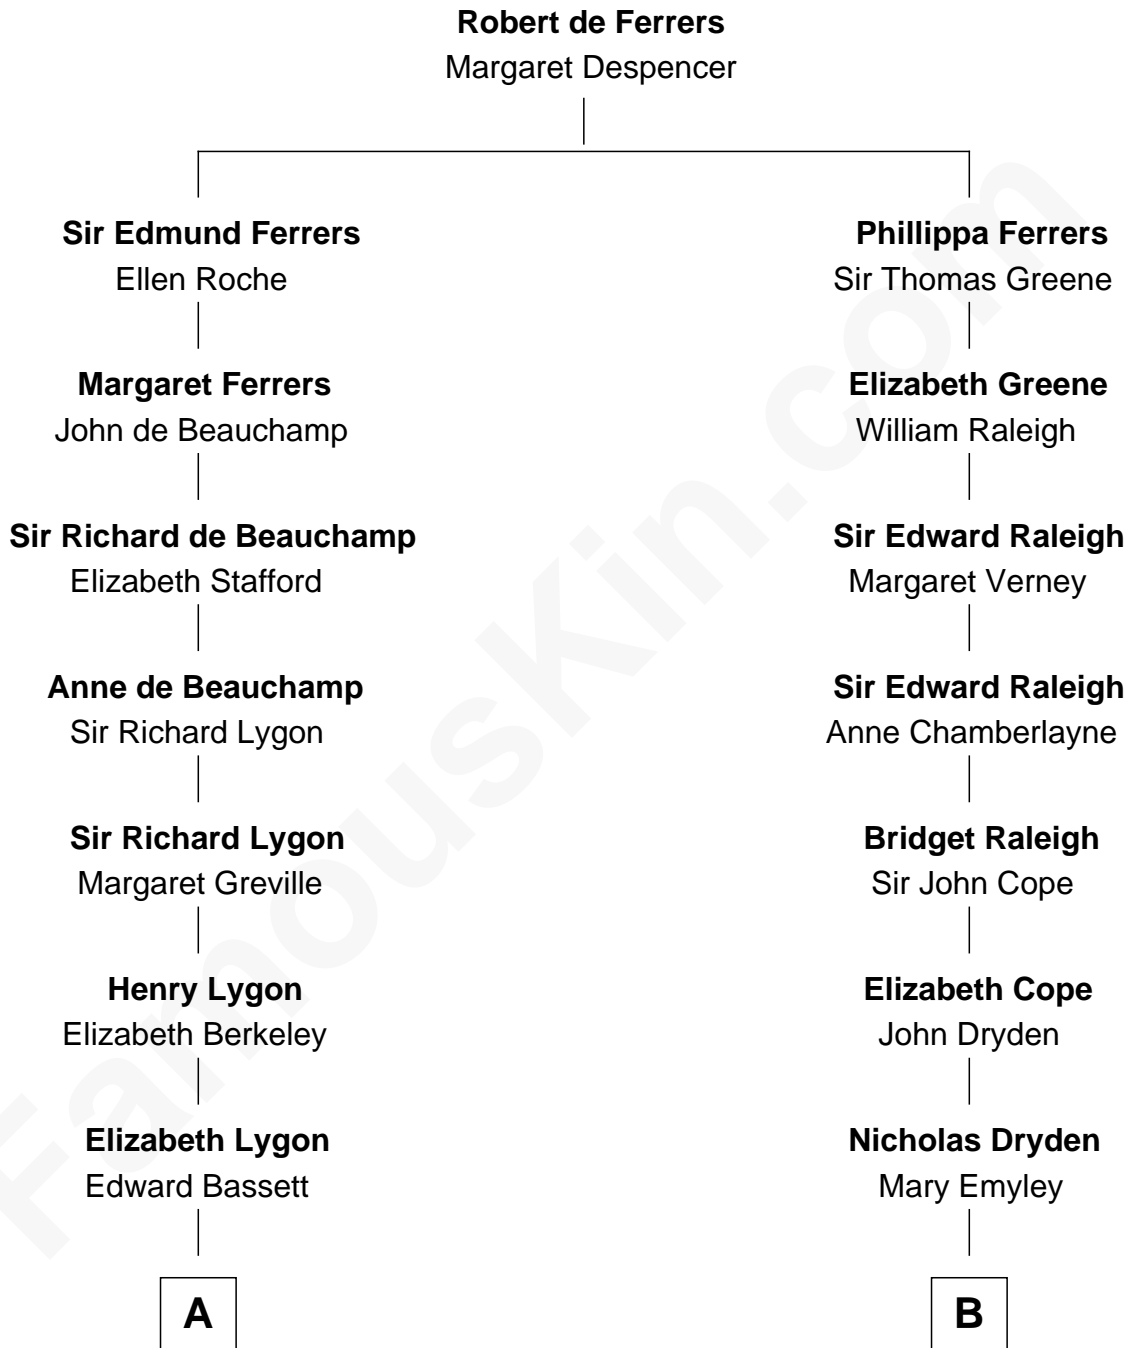 Robert de Ferrers
Margaret Despencer
Sir Edmund Ferrers
Ellen Roche
Margaret Ferrers
John de Beauchamp
Sir Richard de Beauchamp
Elizabeth Stafford
Anne de Beauchamp
Sir Richard Lygon
Sir Richard Lygon
Margaret Greville
Henry Lygon
Elizabeth Berkeley
Elizabeth Lygon
Edward Bassett
A
Phillippa Ferrers
Sir Thomas Greene
Elizabeth Greene
William Raleigh
Sir Edward Raleigh
Margaret Verney
Sir Edward Raleigh
Anne Chamberlayne
Bridget Raleigh
Sir John Cope
Elizabeth Cope
John Dryden
Nicholas Dryden
Mary Emyley
B
FamousKin.com